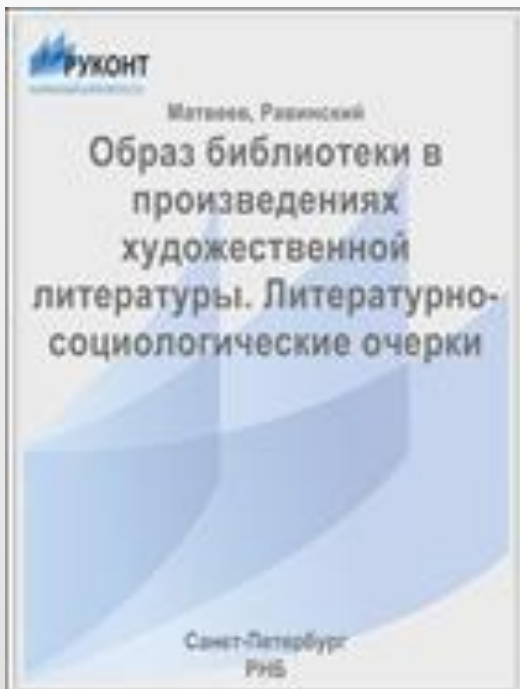 РУКОНТ
Матвеев, Равинский
Образ библиотеки в
произведениях
художественной
литературы. Литературно-
социологические очерки
Санкт-Петербург
РНБ